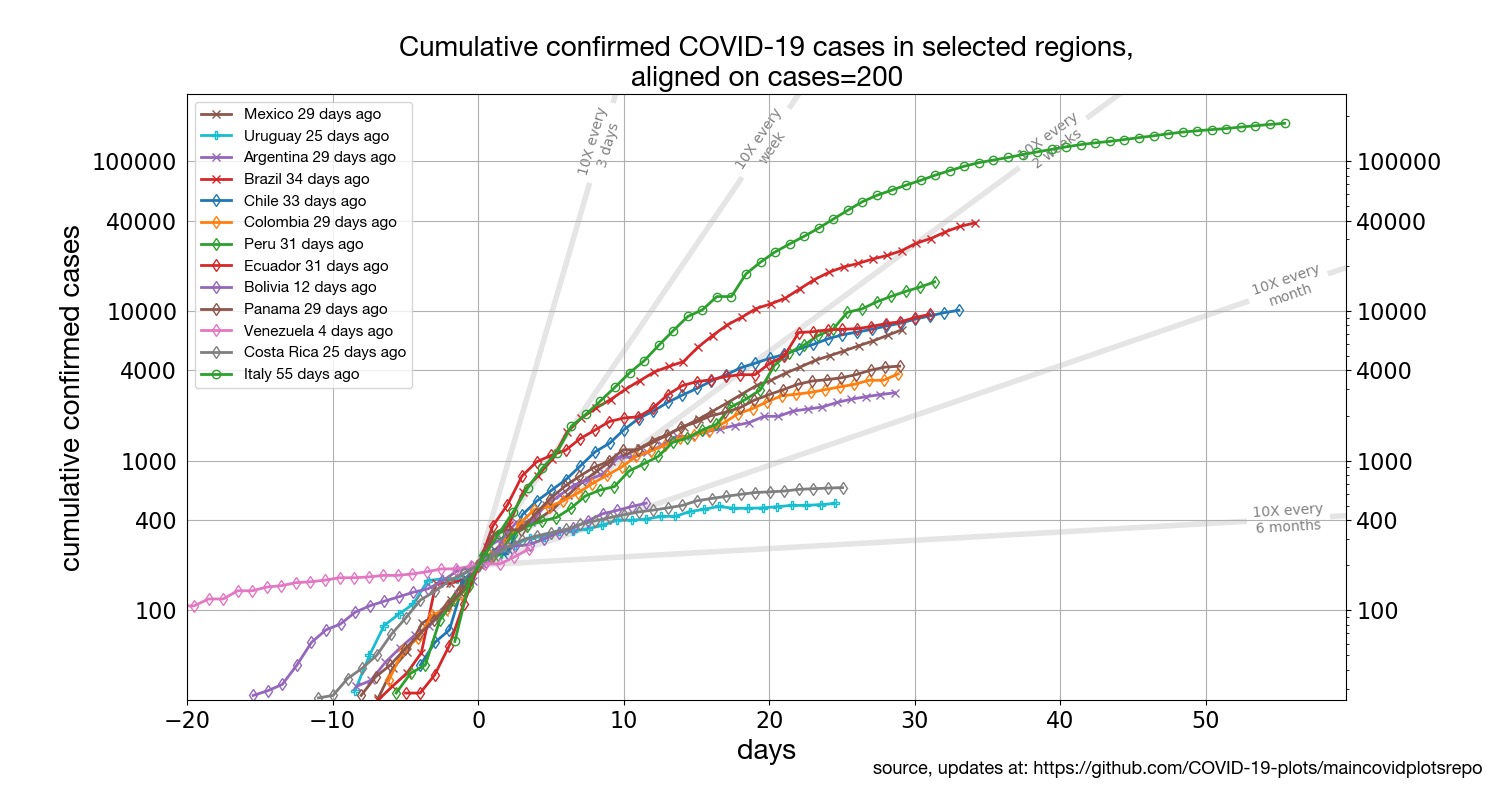 Cumulative confirmed COVID-19 cases in selected regions,
aligned on cases=200
Mexico 29 days ago
Uruguay 25 days ago
Argentina 29 days ago
Brazil 34 days ago
Chile 33 days ago
Colombia 29 days ago
Peru 31 days ago
Ecuador 31 days ago
Bolivia 12 days ago
Panama 29 days ago
Venezuela 4 days ago
Costa Rica 25 days ago
Italy 55 days ago
10X every
3 days
10X every
week
10X every
2 weeks
10X every
month
10X every
6 months
cumulative confirmed cases
100000
40000
10000
4000
1000
400
100
100000
40000
10000
4000
1000
400
100
−20
−10
0
10
20
30
40
50
days
source, updates at: https://github.com/COVID-19-plots/maincovidplotsrepo